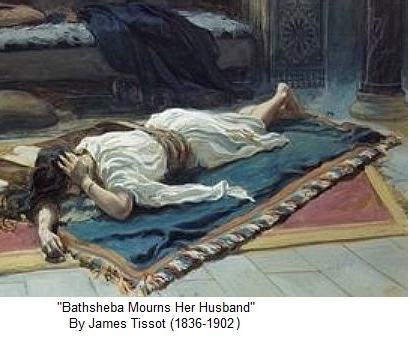 "Bathsheba Mourns Her Husband"
By James Tissot (1836-1902)